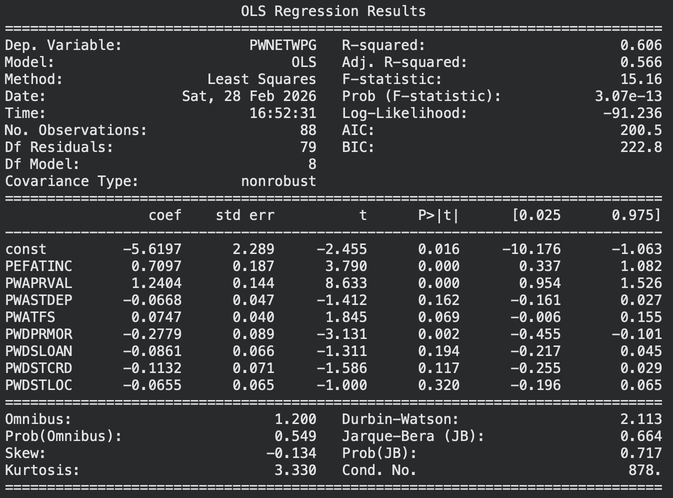 OLS Regression Results
==============================================================================
Dep. Variable:               PWNETWPG   R-squared:                       0.606
Model:                            OLS   Adj. R-squared:                  0.566
Method:                 Least Squares   F-statistic:                     15.16
Date:                Sat, 28 Feb 2026   Prob (F-statistic):           3.07e-13
Time:                        16:52:31   Log-Likelihood:                -91.236
No. Observations:                  88   AIC:                             200.5
Df Residuals:                      79   BIC:                             222.8
Df Model:                           8
Covariance Type:            nonrobust
==============================================================================
                 coef    std err          t      P>|t|      [0.025      0.975]
------------------------------------------------------------------------------
const         -5.6197      2.289     -2.455      0.016     -10.176      -1.063
PEFATINC       0.7097      0.187      3.790      0.000       0.337       1.082
PWAPRVAL       1.2404      0.144      8.633      0.000       0.954       1.526
PWASTDEP      -0.0668      0.047     -1.412      0.162      -0.161       0.027
PWATFS         0.0747      0.040      1.845      0.069      -0.006       0.155
PWDPRMOR      -0.2779      0.089     -3.131      0.002      -0.455      -0.101
PWDSLOAN      -0.0861      0.066     -1.311      0.194      -0.217       0.045
PWDSTCRD      -0.1132      0.071     -1.586      0.117      -0.255       0.029
PWDSTLOC      -0.0655      0.065     -1.000      0.320      -0.196       0.065
==============================================================================
Omnibus:                        1.200   Durbin-Watson:                   2.113
Prob(Omnibus):                  0.549   Jarque-Bera (JB):                0.664
Skew:                          -0.134   Prob(JB):                        0.717
Kurtosis:                       3.330   Cond. No.                         878.
==============================================================================